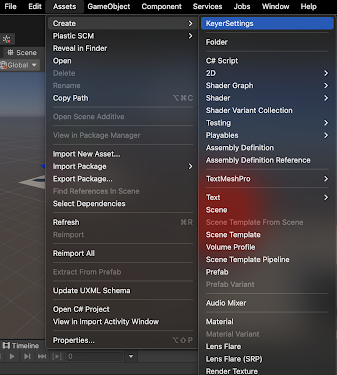 File Edit Assets GameObject Component Services Jobs Window Help
Create
Plastic SCM
Reveal in Finder
Open
Delete
Rename
Copy Path ⌥⌘C
Open Scene Additive
View in Package Manager
Import New Asset...
Import Package
Export Package...
Find References In Scene
Select Dependencies
Refresh ⌘R
Reimport
Reimport All
Extract From Prefab
Update UXML Schema
Open C# Project
View in Import Activity Window
Properties... ⌥⇧P
KeyerSettings
Folder
C# Script
2D
Shader Graph
Shader
Shader Variant Collection
Testing
Playables
Assembly Definition
Assembly Definition Reference
TextMeshPro
Text
Scene
Scene Template From Scene
Scene Template
Volume Profile
Scene Template Pipeline
Prefab
Prefab Variant
Audio Mixer
Material
Material Variant
Lens Flare
Lens Flare (SRP)
Render Texture
Scene
Global
Timeline
0